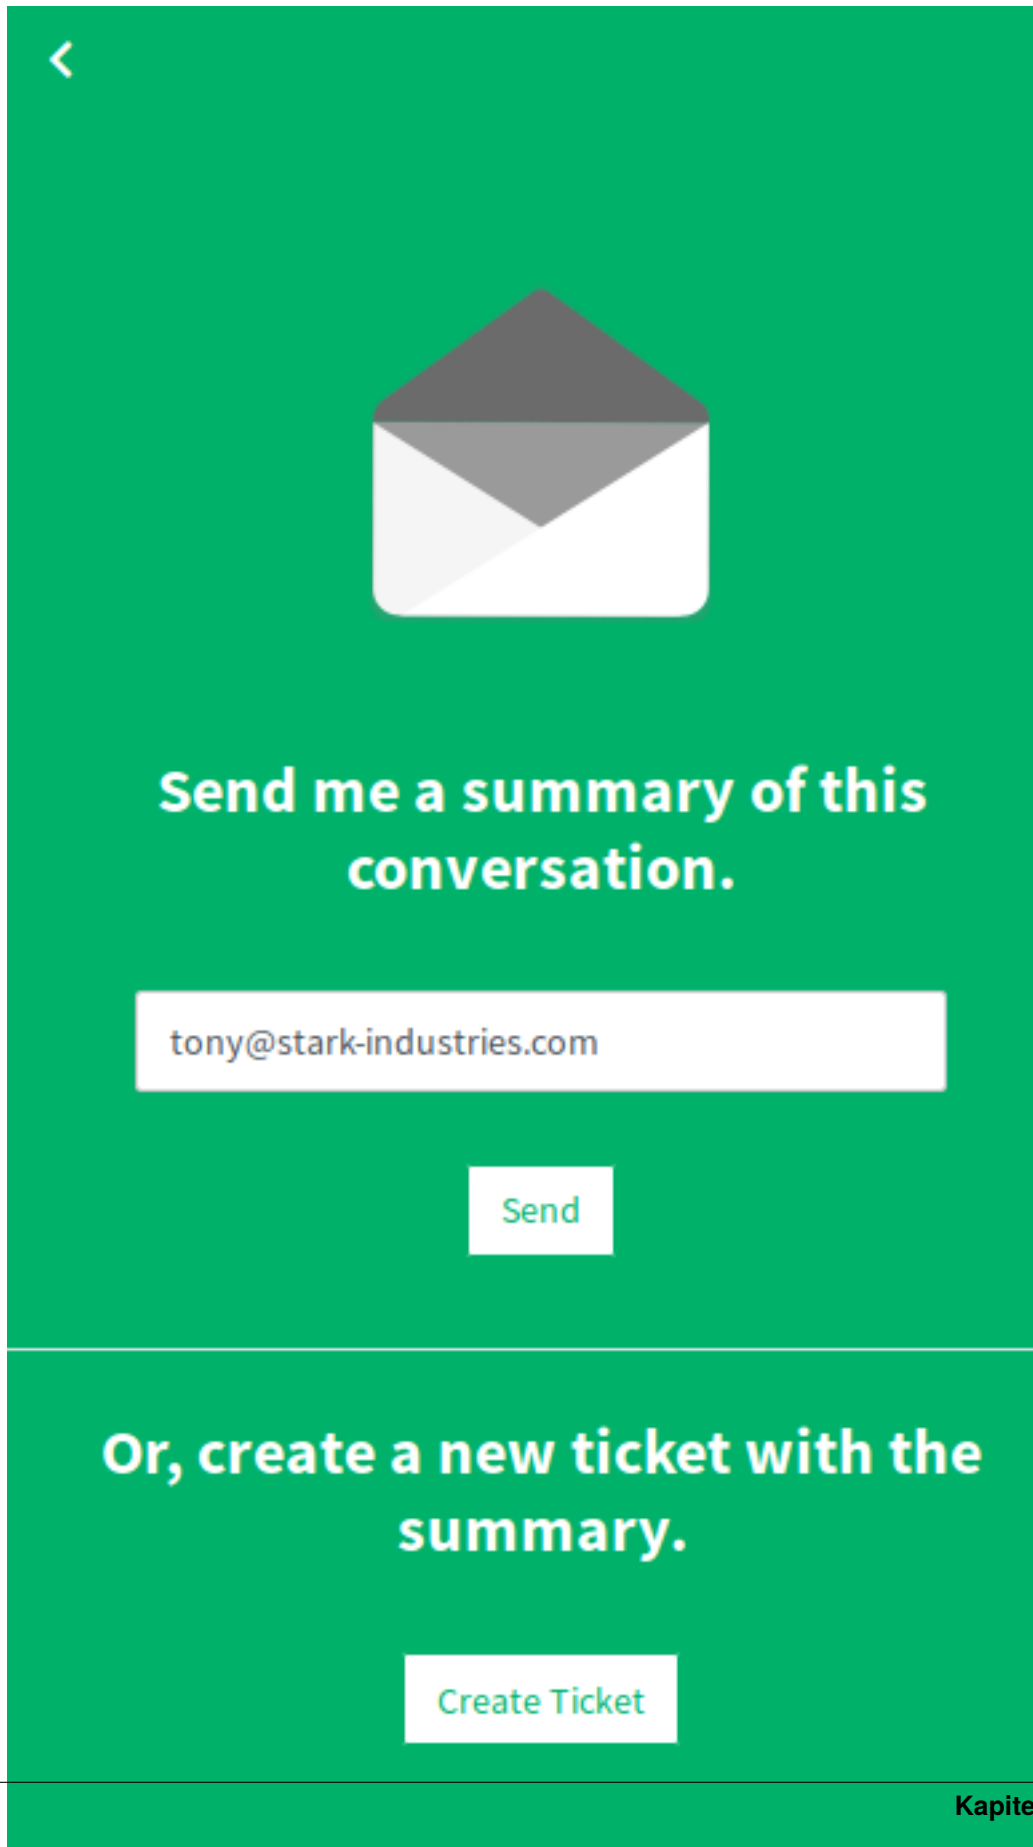 Send me a summary of this
conversation.
tony@stark-industries.com
Send
Or, create a new ticket with the
summary.
Create Ticket
Kapite